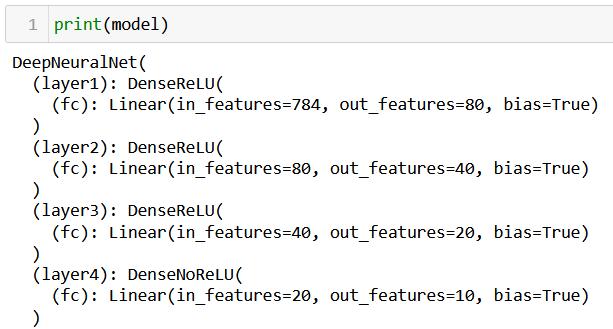 1 print(model)
DeepNeuralNet(
  (layer1): DenseReLU(
    (fc): Linear(in_features=784, out_features=80, bias=True)
  )
  (layer2): DenseReLU(
    (fc): Linear(in_features=80, out_features=40, bias=True)
  )
  (layer3): DenseReLU(
    (fc): Linear(in_features=40, out_features=20, bias=True)
  )
  (layer4): DenseNoReLU(
    (fc): Linear(in_features=20, out_features=10, bias=True)
  )